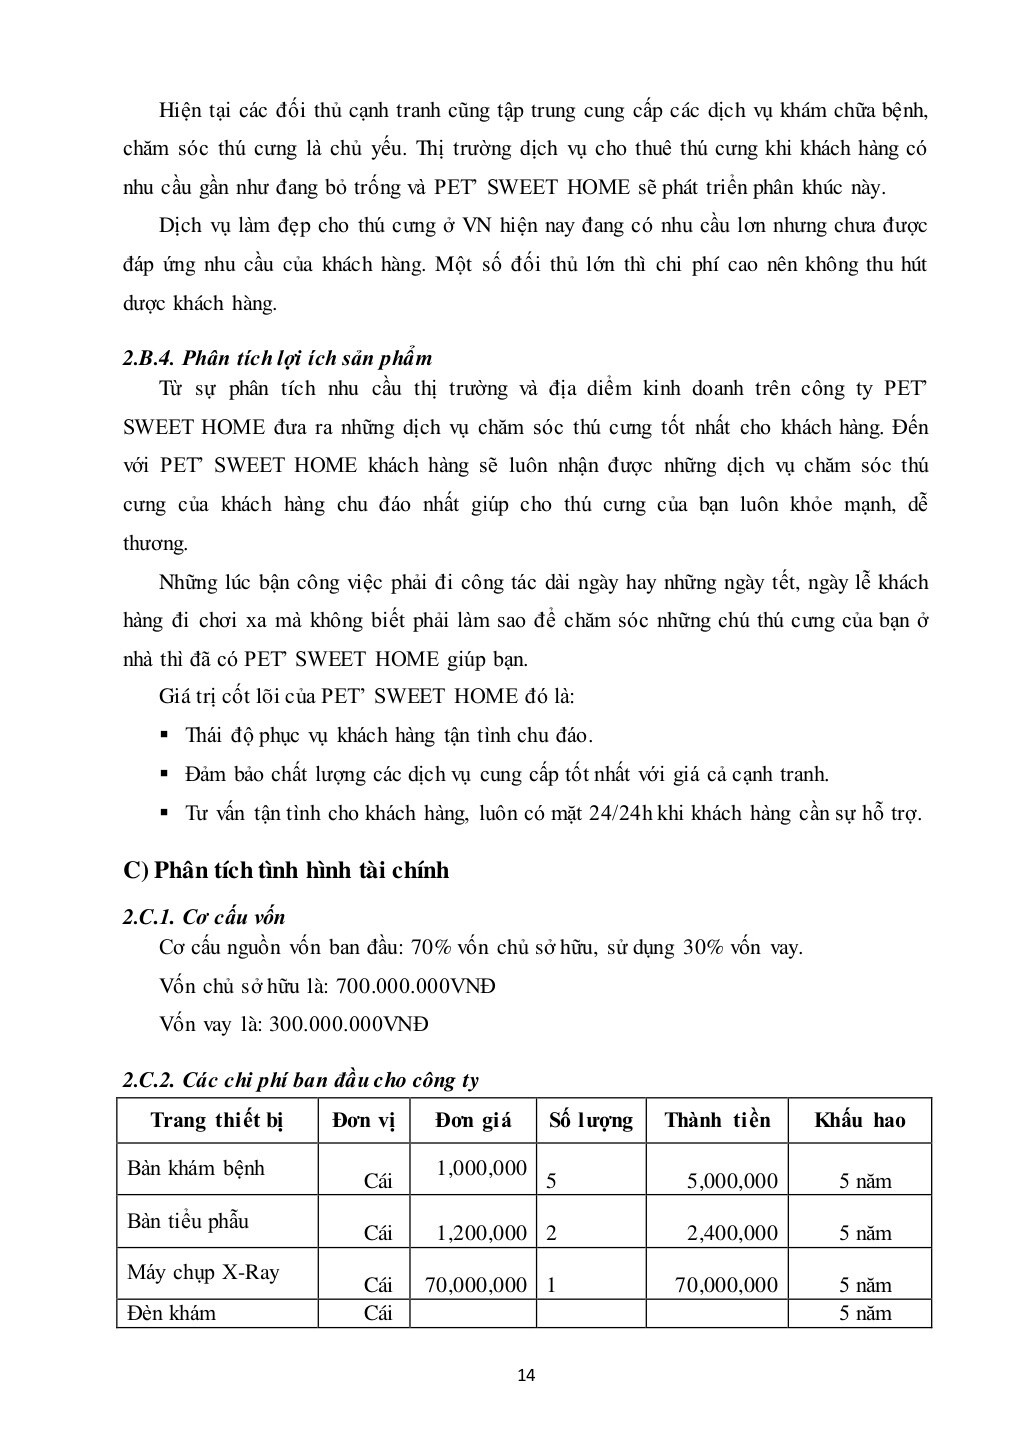 Hiện tại các đối thủ cạnh tranh cũng tập trung cung cấp các dịch vụ khám chữa bệnh,
chăm sóc thú cưng là chủ yếu. Thị trường dịch vụ cho thuê thú cưng khi khách hàng có
nhu cầu gần như đang bỏ trống và PET’ SWEET HOME sẽ phát triển phân khúc này.
Dịch vụ làm đẹp cho thú cưng ở VN hiện nay đang có nhu cầu lơn nhưng chưa được
đáp ứng nhu cầu của khách hàng. Một số đối thủ lớn thì chi phí cao nên không thu hút
dược khách hàng.
2.B.4. Phân tích lợi ích sản phẩm
Từ sự phân tích nhu cầu thị trường và địa diểm kinh doanh trên công ty PET’
SWEET HOME đưa ra những dịch vụ chăm sóc thú cưng tốt nhất cho khách hàng. Đến
với PET’ SWEET HOME khách hàng sẽ luôn nhận được những dịch vụ chăm sóc thú
cưng của khách hàng chu đáo nhất giúp cho thú cưng của bạn luôn khỏe mạnh, dễ
thương.
Những lúc bận công việc phải đi công tác dài ngày hay những ngày tết, ngày lễ khách
hàng đi chơi xa mà không biết phải làm sao để chăm sóc những chú thú cưng của bạn ở
nhà thì đã có PET’ SWEET HOME giúp bạn.
Giá trị cốt lõi của PET’ SWEET HOME đó là:
▪ Thái độ phục vụ khách hàng tận tình chu đáo.
▪ Đảm bảo chất lượng các dịch vụ cung cấp tốt nhất với giá cả cạnh tranh.
▪ Tư vấn tận tình cho khách hàng, luôn có mặt 24/24h khi khách hàng cần sự hỗ trợ.
C) Phân tích tình hình tài chính
2.C.1. Cơ cấu vốn
Cơ cấu nguồn vốn ban đầu: 70% vốn chủ sở hữu, sử dụng 30% vốn vay.
Vốn chủ sở hữu là: 700.000.000VNĐ
Vốn vay là: 300.000.000VNĐ
2.C.2. Các chi phí ban đầu cho công ty
Trang thiết bị Đơn vị Đơn giá Số lượng Thành tiền Khấu hao
Bàn khám bệnh Cái 1,000,000 5 5,000,000 5 năm
Bàn tiểu phẫu Cái 1,200,000 2 2,400,000 5 năm
Máy chụp X-Ray Cái 70,000,000 1 70,000,000 5 năm
Đèn khám Cái 5 năm
14